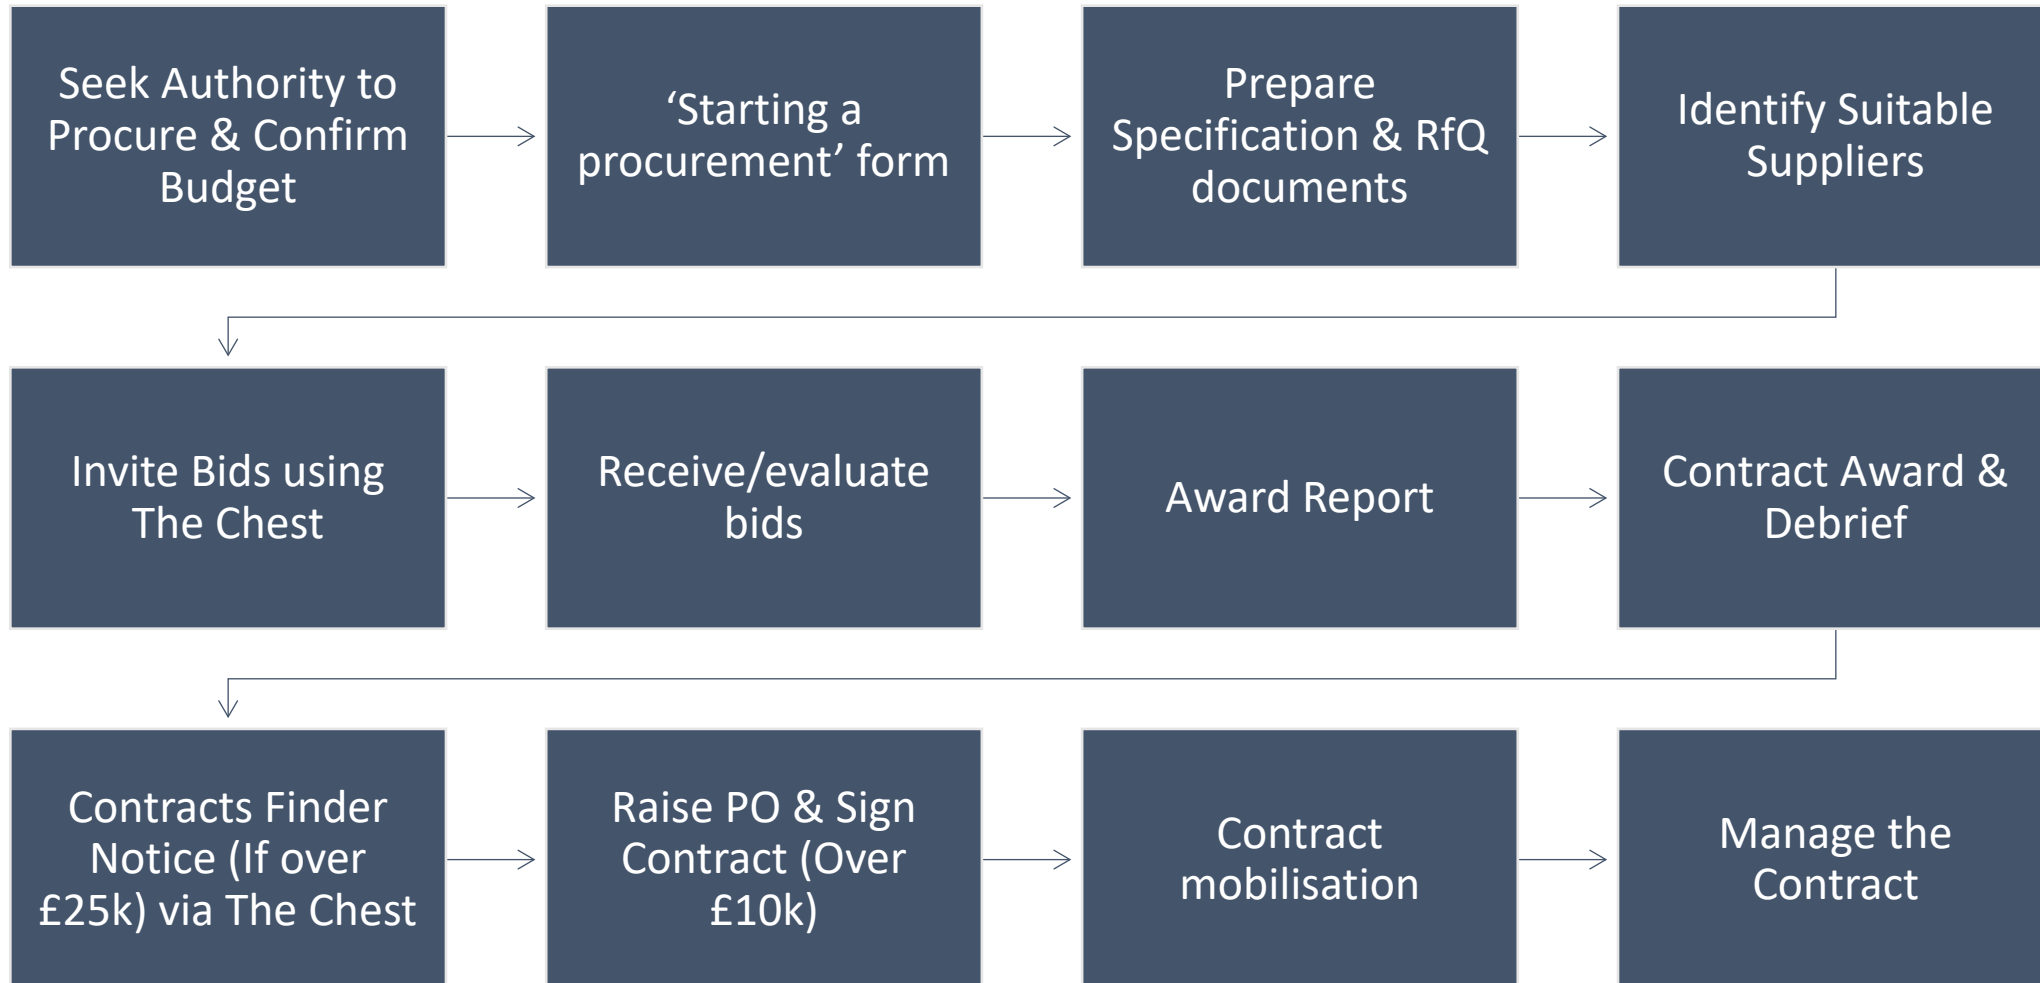 Seek Authority to
Procure & Confirm
Budget
‘Starting a
procurement’ form
Prepare
Specification & RfQ
documents
Identify Suitable
Suppliers
Invite Bids using
The Chest
Receive/evaluate
bids
Award Report
Contract Award &
Debrief
Contracts Finder
Notice (If over
£25k) via The Chest
Raise PO & Sign
Contract (Over
£10k)
Contract
mobilisation
Manage the
Contract